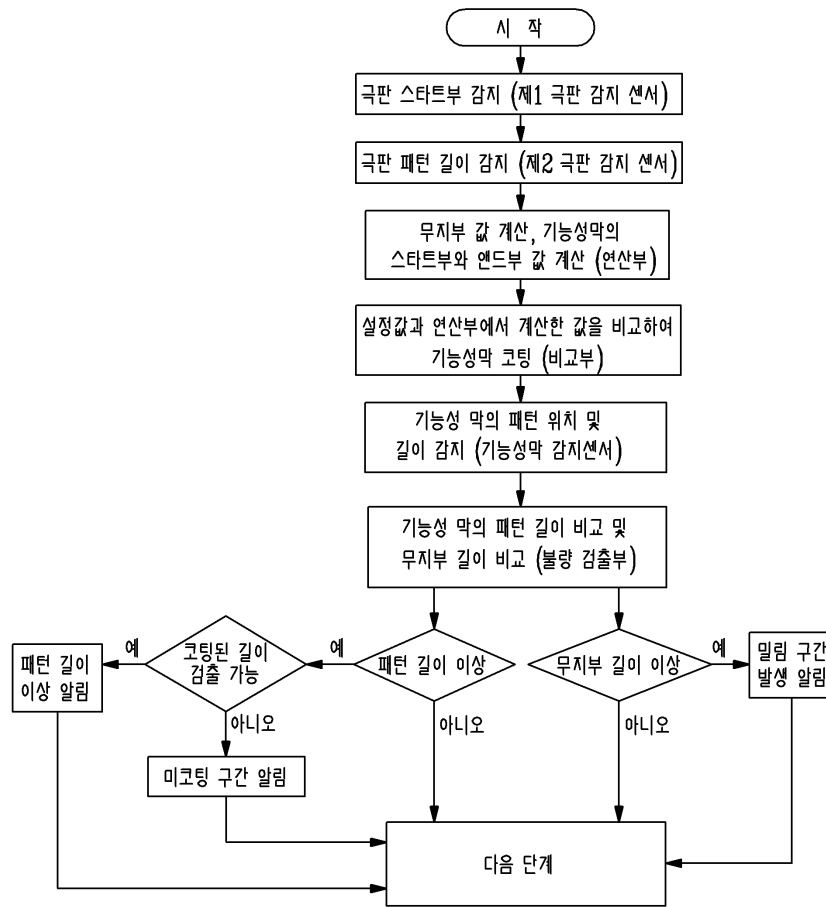 시 작
극판 스타트부 감지 (제1 극판 감지 센서)
극판 패턴 길이 감지 (제2 극판 감지 센서)
무지부 값 계산, 기능성막의
스타트부와 앤드부 값 계산 (연산부)
설정값과 연산부에서 계산한 값을 비교하여
기능성막 코팅 (비교부)
기능성 막의 패턴 위치 및
길이 감지 (기능성막 감지센서)
기능성 막의 패턴 길이 비교 및
무지부 길이 비교 (불량 검출부)
패턴 길이
이상 알림
예
코팅된 길이
검출 가능
예
패턴 길이 이상
무지부 길이 이상
예
밀림 구간
발생 알림
아니오
아니오
아니오
미코팅 구간 알림
다음 단계